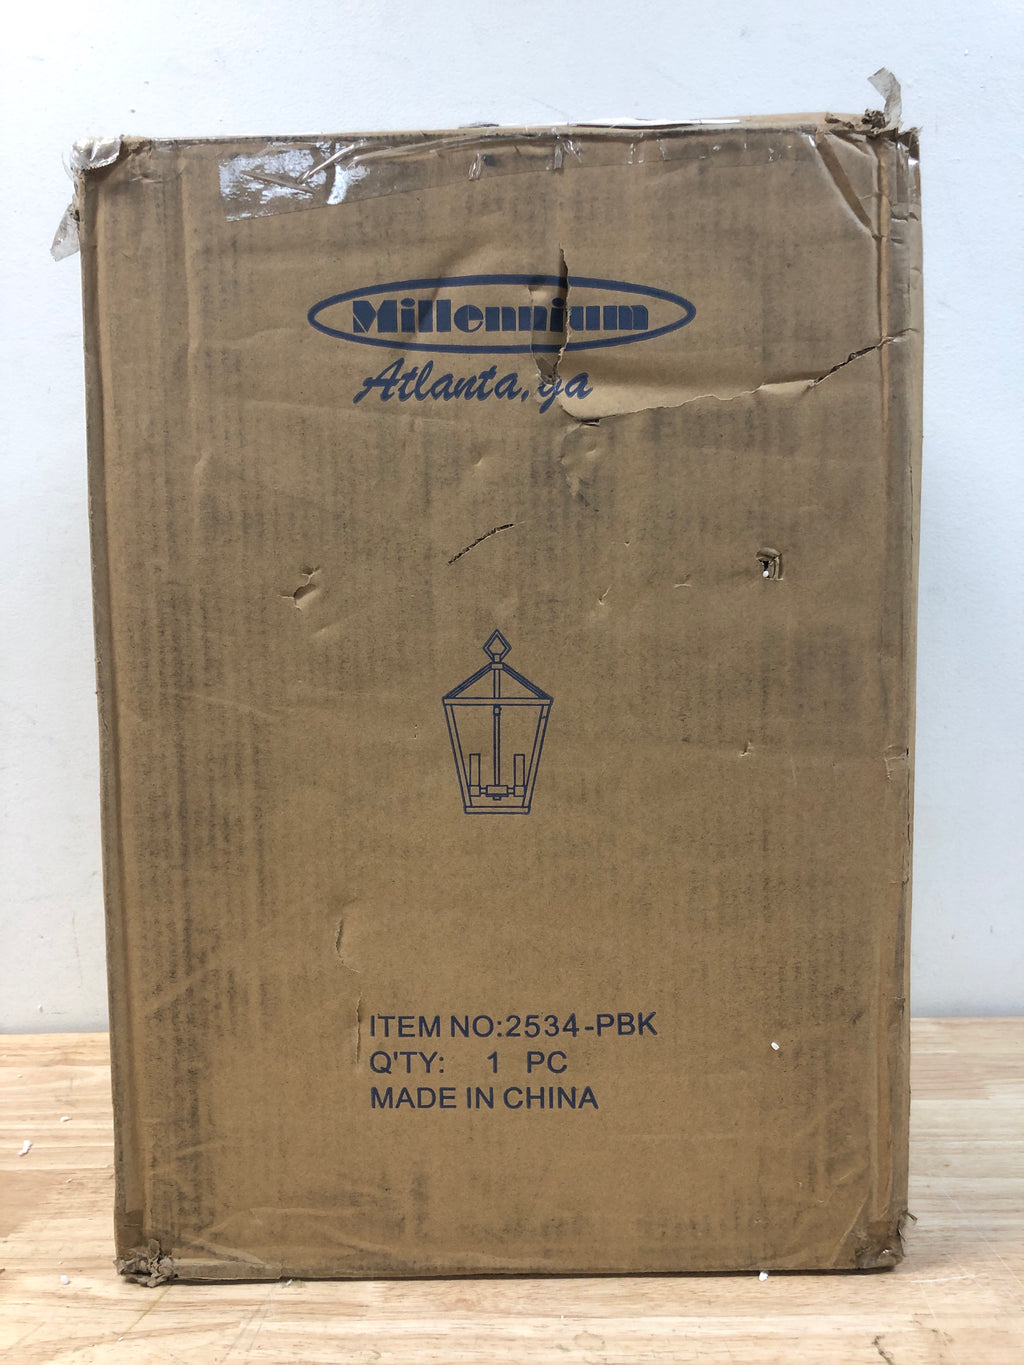 Millennium
Atlanta, ga
ITEM NO:2534-PBK
Q'TY: 1 PC
MADE IN CHINA